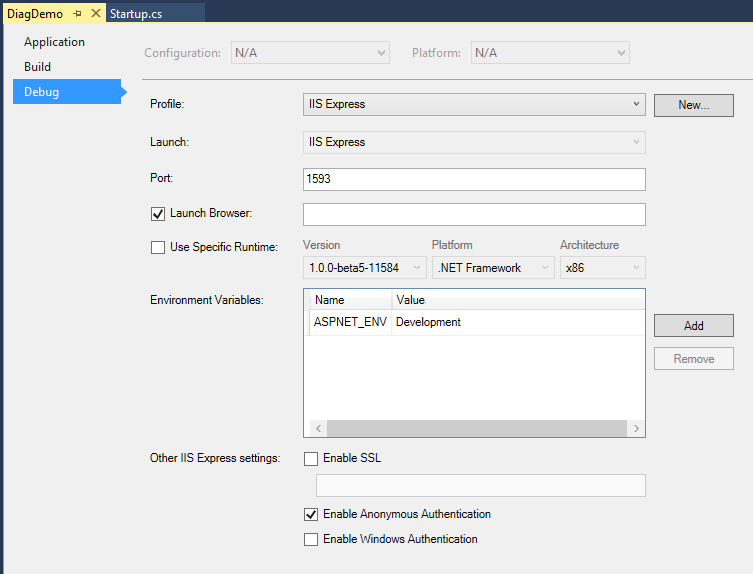 DiagDemo Startup.cs
Application
Build
Debug
Configuration: N/A Platform: N/A
Profile: IIS Express New...
Launch: IIS Express
Port: 1593
Launch Browser:
Use Specific Runtime: Version Platform Architecture
1.0.0-beta5-11584 .NET Framework x86
Environment Variables: Name Value
ASPNET_ENV Development
Add
Remove
Other IIS Express settings: Enable SSL
Enable Anonymous Authentication
Enable Windows Authentication